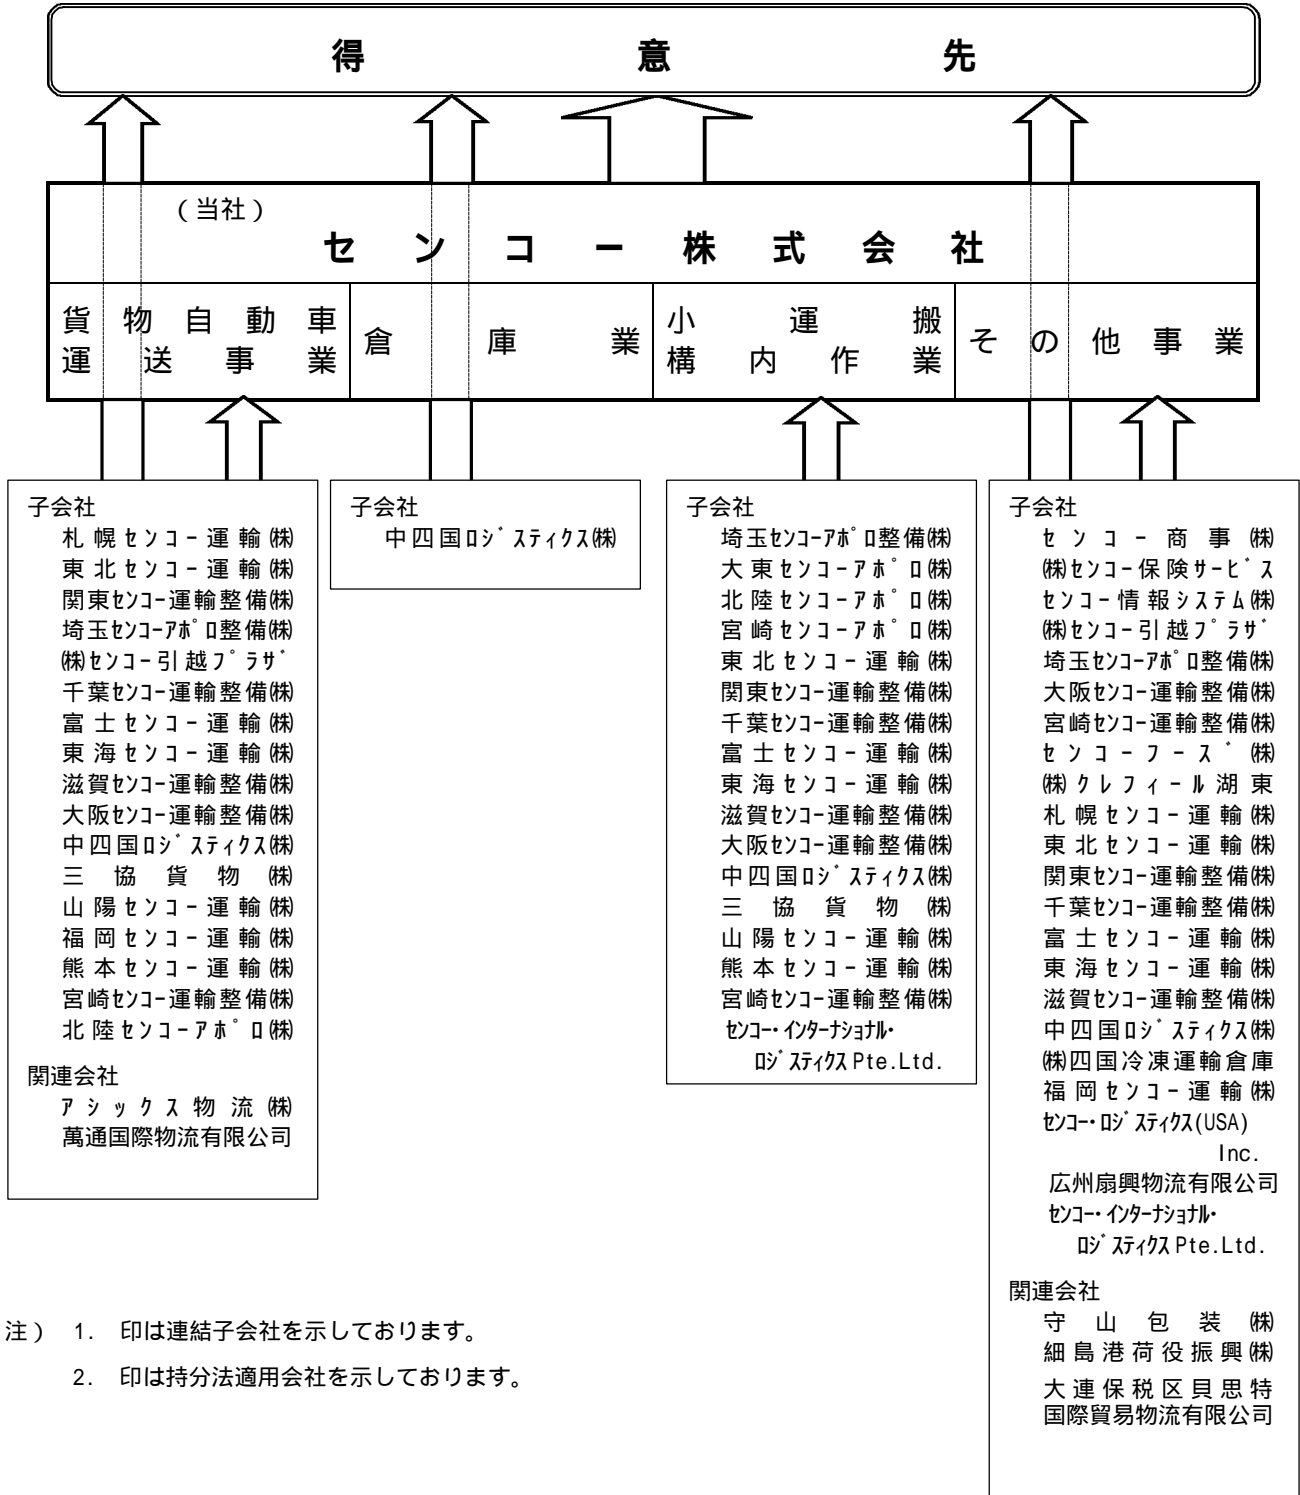 得意先
（当社）
センコー株式会社
貨物自動車
運送事業
倉庫業
小運搬
構内作業
その他事業
子会社
札幌センコー運輸㈱
東北センコー運輸㈱
関東ｾﾝｺｰ運輸整備㈱
埼玉ｾﾝｺｰｱﾎﾟﾛ整備㈱
㈱センコー引越プラザ
千葉ｾﾝｺｰ運輸整備㈱
富士センコー運輸㈱
東海センコー運輸㈱
滋賀ｾﾝｺｰ運輸整備㈱
大阪ｾﾝｺｰ運輸整備㈱
中四国ﾛｼﾞｽﾃｨｸｽ㈱
三協貨物㈱
山陽センコー運輸㈱
福岡センコー運輸㈱
熊本センコー運輸㈱
宮崎ｾﾝｺｰ運輸整備㈱
北陸センコーアポロ㈱
関連会社
アシックス物流㈱
萬通国際物流有限公司
子会社
中四国ﾛｼﾞｽﾃｨｸｽ㈱
子会社
埼玉ｾﾝｺｰｱﾎﾟﾛ整備㈱
大東センコーアポロ㈱
北陸センコーアポロ㈱
宮崎センコーアポロ㈱
東北センコー運輸㈱
関東ｾﾝｺｰ運輸整備㈱
千葉ｾﾝｺｰ運輸整備㈱
富士センコー運輸㈱
東海センコー運輸㈱
滋賀ｾﾝｺｰ運輸整備㈱
大阪ｾﾝｺｰ運輸整備㈱
中四国ﾛｼﾞｽﾃｨｸｽ㈱
三協貨物㈱
山陽センコー運輸㈱
熊本センコー運輸㈱
宮崎ｾﾝｺｰ運輸整備㈱
ｾﾝｺｰ･ｲﾝﾀｰﾅｼｮﾅﾙ･
ﾛｼﾞｽﾃｨｸｽPte.Ltd.
子会社
センコー商事㈱
㈱センコー保険サービス
センコー情報システム㈱
㈱センコー引越プラザ
埼玉ｾﾝｺｰｱﾎﾟﾛ整備㈱
大阪ｾﾝｺｰ運輸整備㈱
宮崎ｾﾝｺｰ運輸整備㈱
センコーフーズ㈱
㈱クレフィール湖東
札幌センコー運輸㈱
東北センコー運輸㈱
関東ｾﾝｺｰ運輸整備㈱
千葉ｾﾝｺｰ運輸整備㈱
富士センコー運輸㈱
東海センコー運輸㈱
滋賀ｾﾝｺｰ運輸整備㈱
中四国ﾛｼﾞｽﾃｨｸｽ㈱
㈱四国冷凍運輸倉庫
福岡センコー運輸㈱
ｾﾝｺｰ･ﾛｼﾞｽﾃｨｸｽ(USA)
Inc.
広州扇興物流有限公司
ｾﾝｺｰ･ｲﾝﾀｰﾅｼｮﾅﾙ･
ﾛｼﾞｽﾃｨｸｽPte.Ltd.
関連会社
守山包装㈱
細島港荷役振興㈱
大連保税区貝思特
国際貿易物流有限公司
注） 1. 印は連結子会社を示しております。
2. 印は持分法適用会社を示しております。